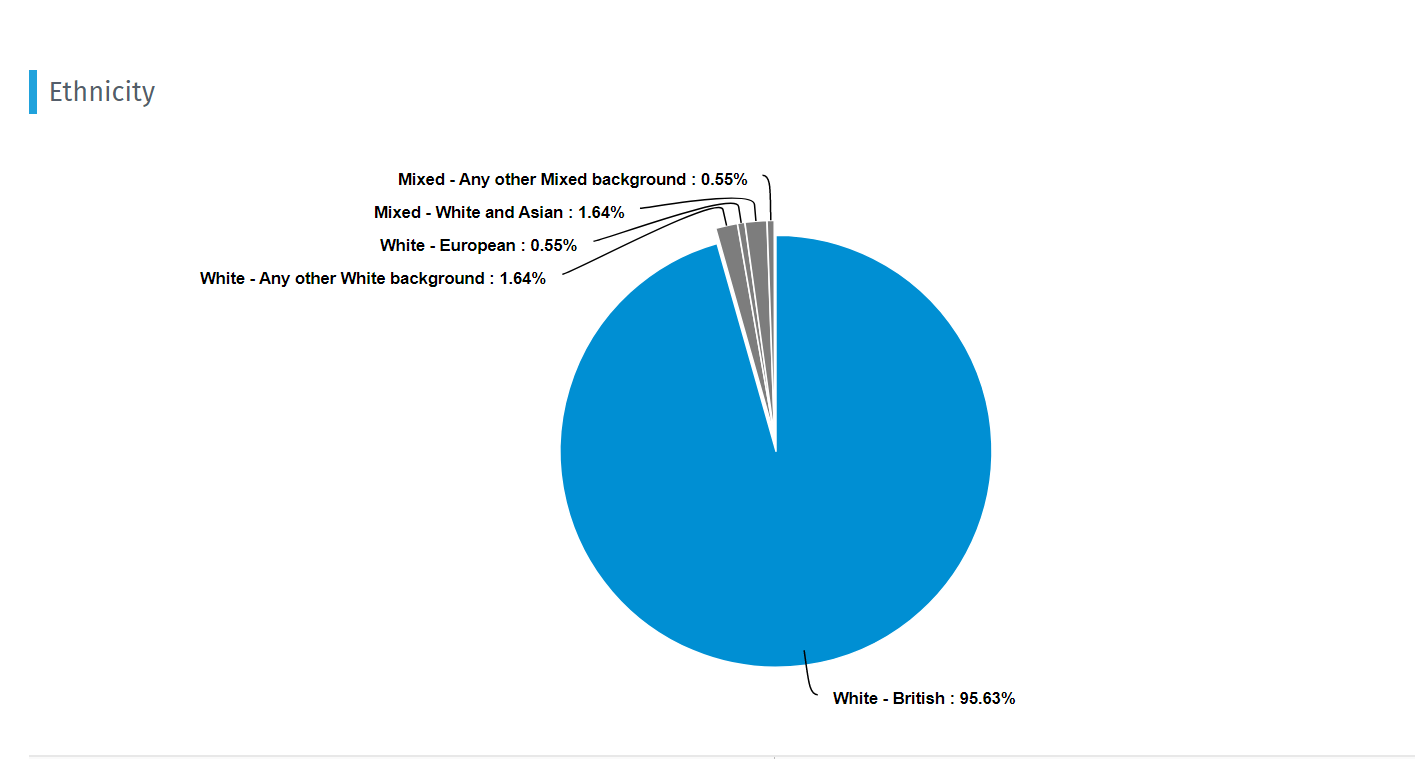 Ethnicity
Mixed - Any other Mixed background : 0.55%
Mixed - White and Asian : 1.64%
White - European : 0.55%
White - Any other White background : 1.64%
White - British : 95.63%